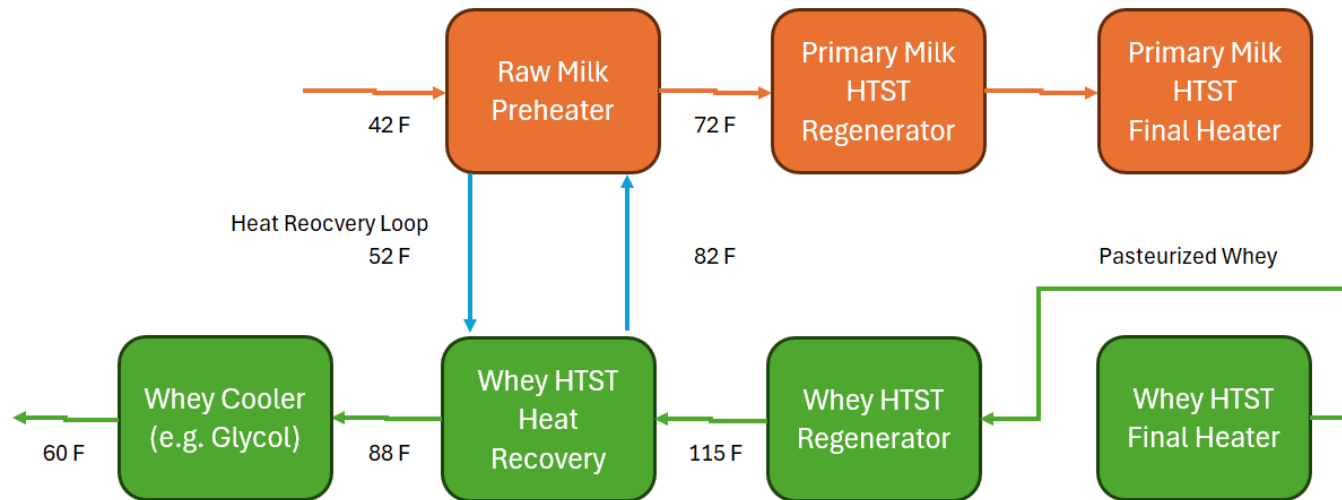 Raw Milk
Preheater
Primary Milk
HTST
Regenerator
Primary Milk
HTST
Final Heater
42 F
72 F
Heat Reocvery Loop
52 F
82 F
Pasteurized Whey
Whey Cooler
(e.g. Glycol)
Whey HTST
Heat
Recovery
Whey HTST
Regenerator
Whey HTST
Final Heater
60 F
88 F
115 F